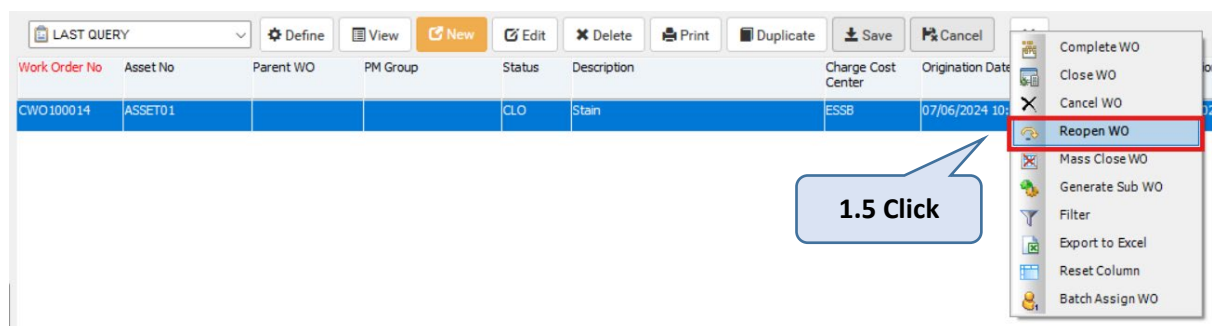 LAST QUERY Define View New Edit Delete Print Duplicate Save Cancel
Work Order No Asset No Parent WO PM Group Status Description Charge Cost Center Origination Date
CWO100014 ASSET01 CLO Stain ESSB 07/06/2024 10:
Complete WO
Close WO
Cancel WO
Reopen WO
Mass Close WO
Generate Sub WO
Filter
Export to Excel
Reset Column
Batch Assign WO
1.5 Click